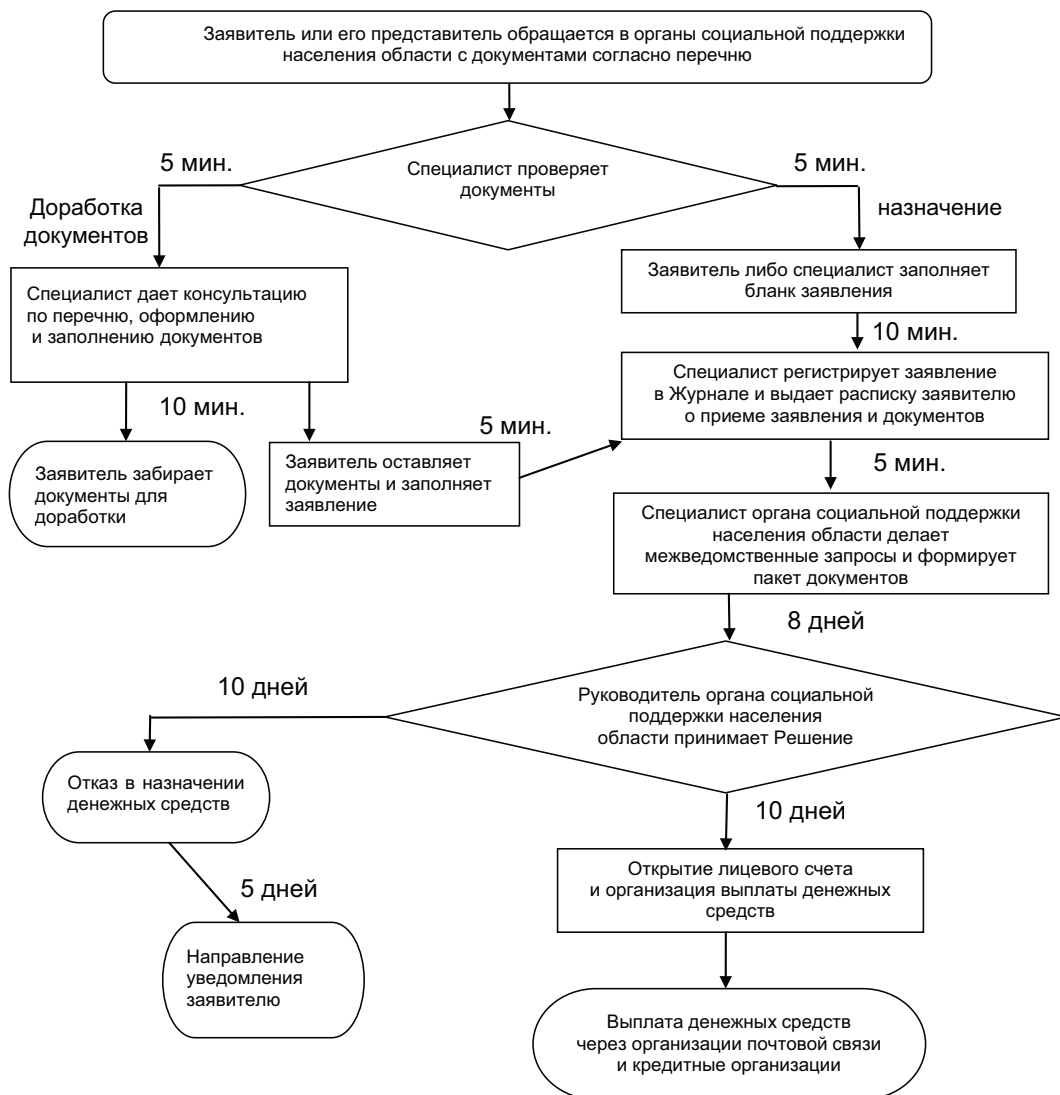 Заявитель или его представитель обращается в органы социальной поддержки
населения области с документами согласно перечню
5 мин.
Специалист проверяет
документы
5 мин.
Доработка
документов
назначение
Специалист дает консультацию
по перечню, оформлению
и заполнению документов
Заявитель либо специалист заполняет
бланк заявления
10 мин.
Специалист регистрирует заявление
в Журнале и выдает расписку заявителю
о приеме заявления и документов
10 мин.
5 мин.
Заявитель забирает
документы для
доработки
Заявитель оставляет
документы и заполняет
заявление
5 мин.
Специалист органа социальной поддержки
населения области делает
межведомственные запросы и формирует
пакет документов
8 дней
10 дней
Руководитель органа социальной
поддержки населения
области принимает Решение
Отказ в назначении
денежных средств
10 дней
Открытие лицевого счета
и организация выплаты денежных
средств
5 дней
Направление
уведомления
заявителю
Выплата денежных средств
через организации почтовой связи
и кредитные организации